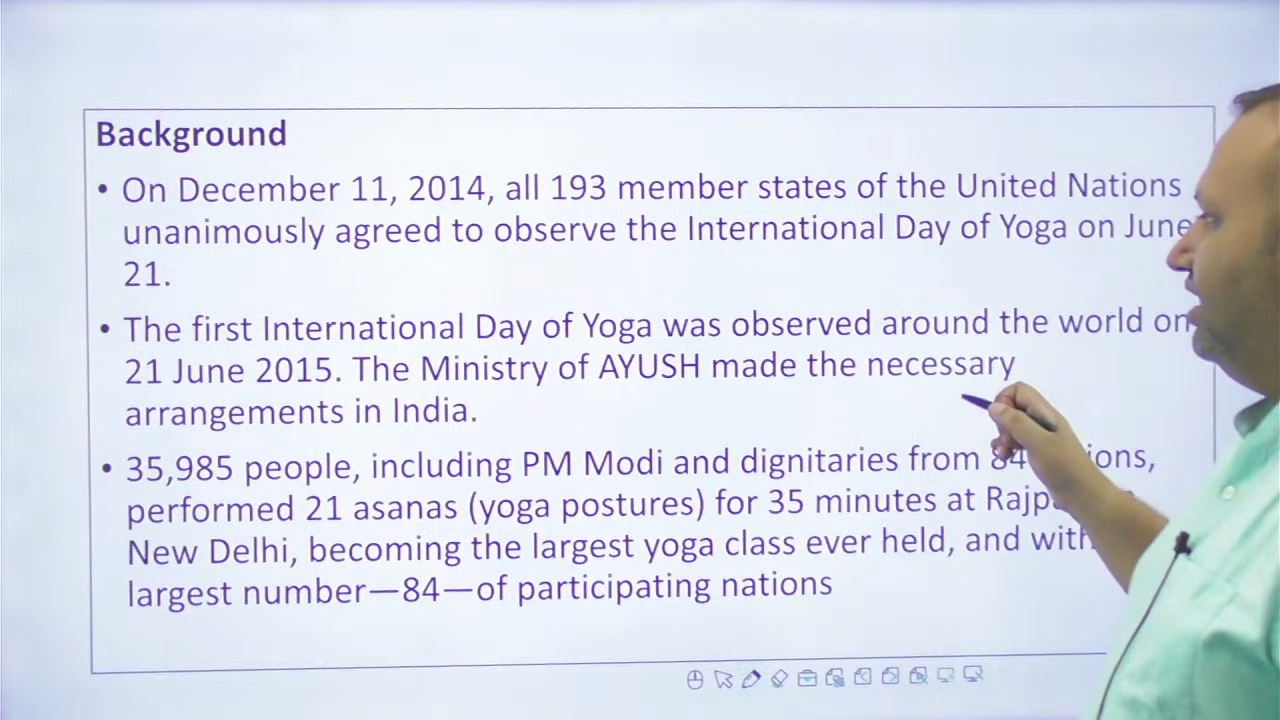 Background
• On December 11, 2014, all 193 member states of the United Nations
unanimously agreed to observe the International Day of Yoga on June
21.
• The first International Day of Yoga was observed around the world on
21 June 2015. The Ministry of AYUSH made the necessary
arrangements in India.
• 35,985 people, including PM Modi and dignitaries from 84
performed 21 asanas (yoga postures) for 35 minutes at
New Delhi, becoming the largest yoga class ever held, and with
largest number—84—of participating nations